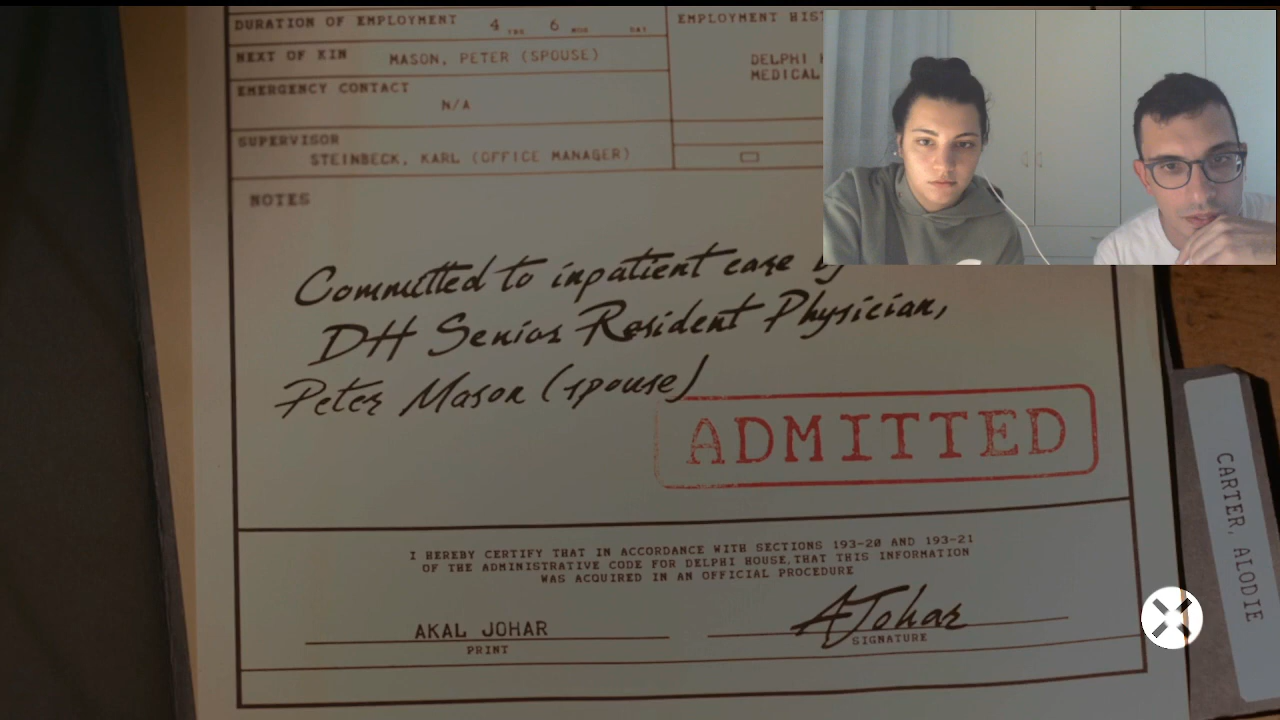 DURATION OF EMPLOYMENT 4 YRS 6 MOS DAY
EMPLOYMENT
NEXT OF KIN MASON, PETER (SPOUSE)
DELPHI
MEDICAL
EMERGENCY CONTACT
N/A
SUPERVISOR
STEINBECK, KARL (OFFICE MANAGER)
NOTES
Committed to inpatient care
DH Senior Resident Physician,
Peter Mason (spouse)
ADMITTED
I HEREBY CERTIFY THAT IN ACCORDANCE WITH SECTIONS 193-20 AND 193-21
OF THE ADMINISTRATIVE CODE FOR DELPHI HOUSE, THAT THIS INFORMATION
WAS ACQUIRED IN AN OFFICIAL PROCEDURE
AKAL JOHAR
PRINT
AJohar
SIGNATURE
CARTER, ALODIE